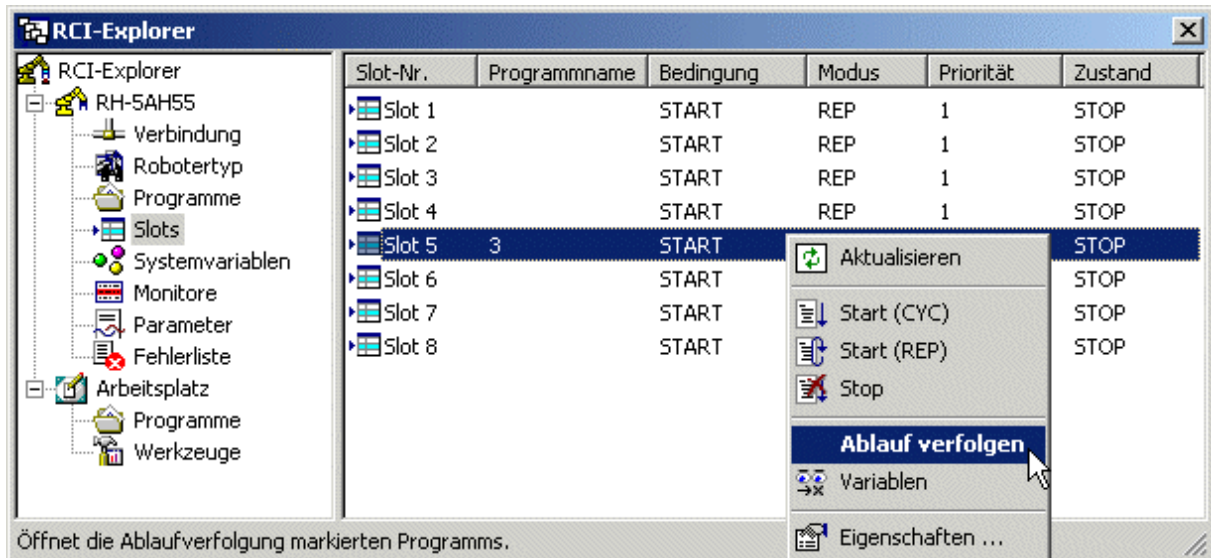 RCI-Explorer
RCI-Explorer
RH-5AH55
Verbindung
Robotertyp
Programme
Slots
Systemvariablen
Monitore
Parameter
Fehlerliste
Arbeitsplatz
Programme
Werkzeuge
Slot-Nr. Programmname Bedingung Modus Priorität Zustand
Slot 1 START REP 1 STOP
Slot 2 START REP 1 STOP
Slot 3 START REP 1 STOP
Slot 4 START REP 1 STOP
Slot 5 3 START STOP
Slot 6 START STOP
Slot 7 START STOP
Slot 8 START STOP
Aktualisieren
Start (CYC)
Start (REP)
Stop
Ablauf verfolgen
Variablen
Eigenschaften ...
Öffnet die Ablaufverfolgung markierten Programms.